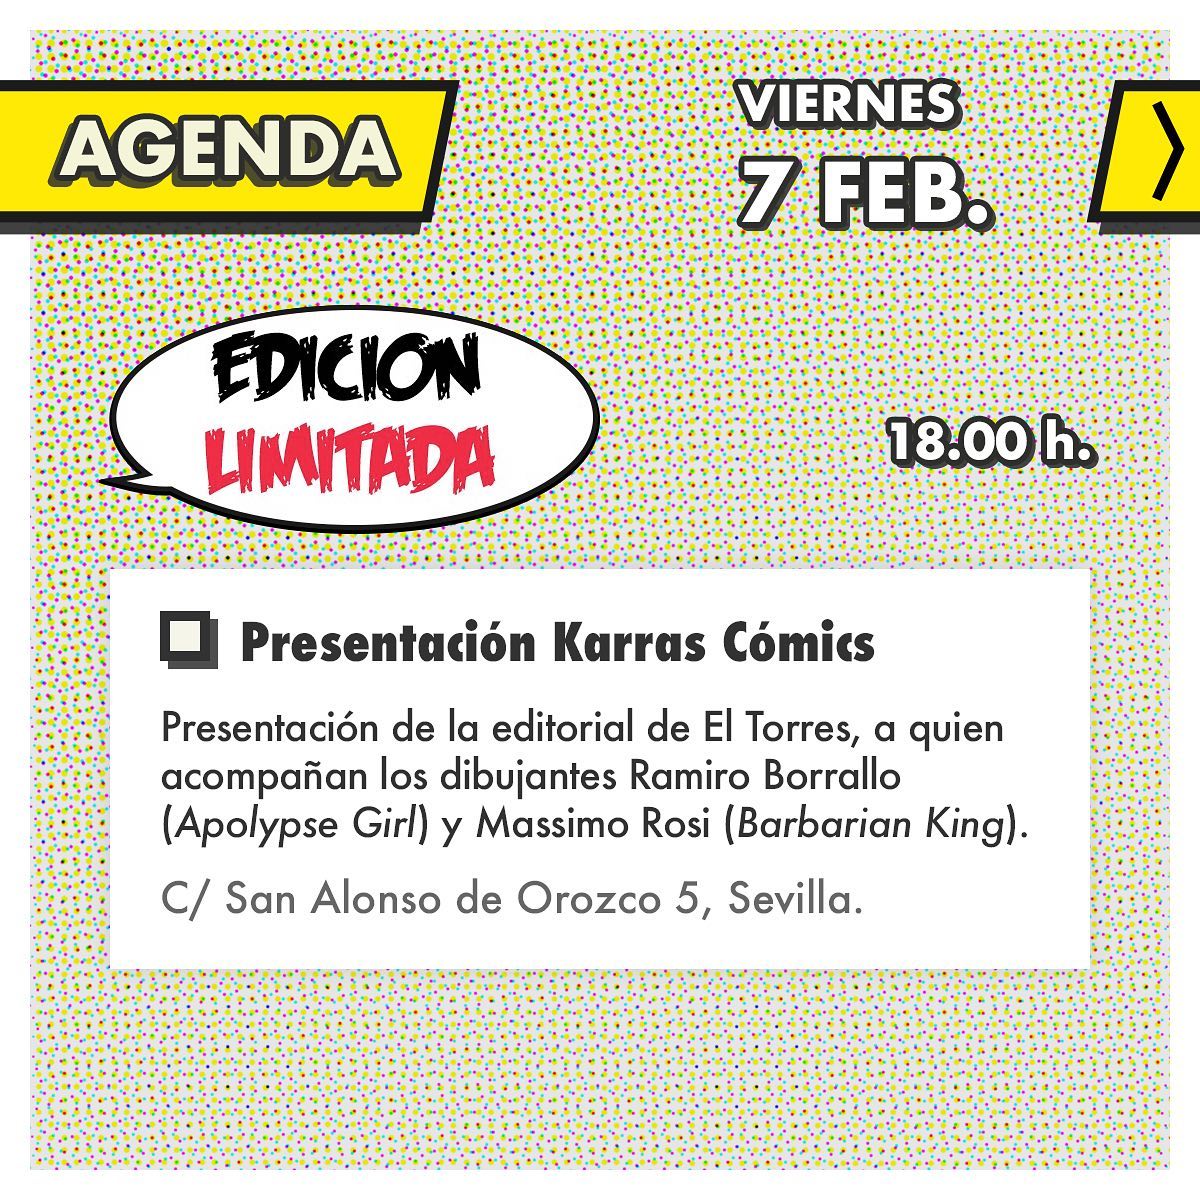 AGENDA
VIERNES
7 FEB.
EDICION
LIMITADA
18.00 h.
Presentación Karras Cómics
Presentación de la editorial de El Torres, a quien
acompañan los dibujantes Ramiro Borrallo
(Apolypse Girl) y Massimo Rosi (Barbarian King).
C/ San Alonso de Orozco 5, Sevilla.